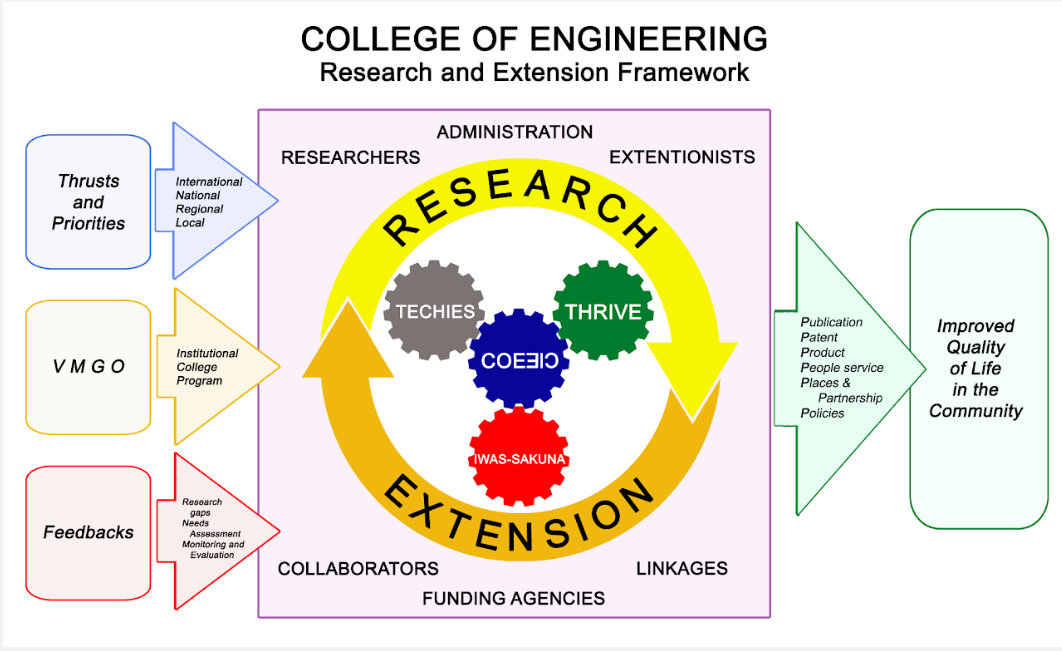 COLLEGE OF ENGINEERING
Research and Extension Framework
Thrusts
and
Priorities
International
National
Regional
Local
V M G O
Institutional
College
Program
Feedbacks
Research
gaps
Needs
Assessment
Monitoring and
Evaluation
ADMINISTRATION
RESEARCHERS
EXTENTIONISTS
RESEARCH
TECHIES
THRIVE
COEEIC
IWAS-SAKUNA
EXTENSION
COLLABORATORS
LINKAGES
FUNDING AGENCIES
Publication
Patent
Product
People service
Places &
Partnership
Policies
Improved
Quality
of Life
in the
Community